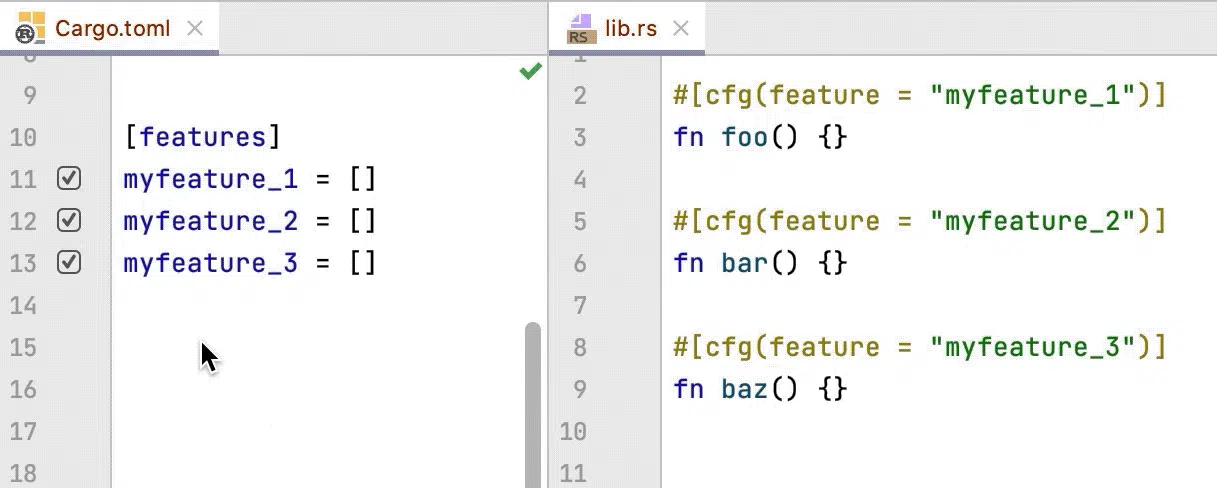 Cargo.toml
8
9
10 [features]
11 myfeature_1 = []
12 myfeature_2 = []
13 myfeature_3 = []
14
15
16
17
18
RS lib.rs
1
2 #[cfg(feature = "myfeature_1")]
3 fn foo() {}
4
5 #[cfg(feature = "myfeature_2")]
6 fn bar() {}
7
8 #[cfg(feature = "myfeature_3")]
9 fn baz() {}
10
11